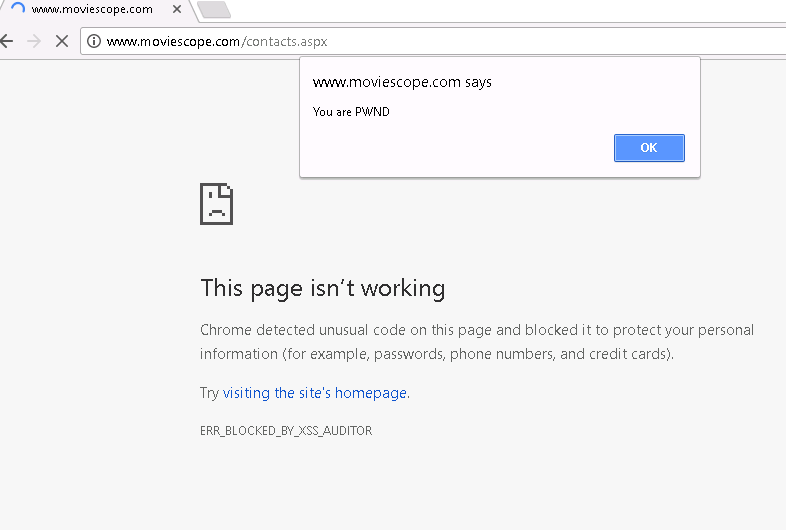 www.moviescope.com
www.moviescope.com/contacts.aspx
www.moviescope.com says
You are PWND
OK
This page isn’t working
Chrome detected unusual code on this page and blocked it to protect your personal
information (for example, passwords, phone numbers, and credit cards).
Try visiting the site's homepage.
ERR_BLOCKED_BY_XSS_AUDITOR